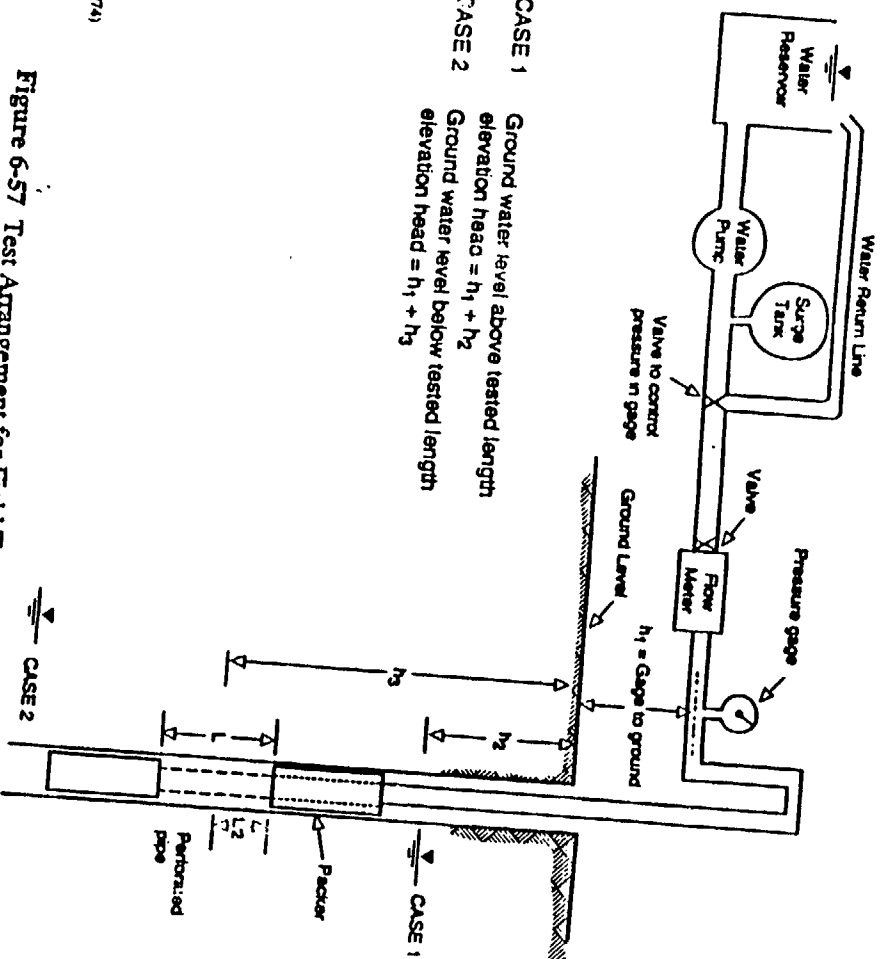 Water Return Line
Water
Reservoir
Water
Pump
Surge
Tank
Valve to control
pressure in gage
Valve
Flow
Meter
Pressure gage
h1 = Gage to ground
Ground Level
CASE 1 Ground water level above tested length
elevation head = h1 + h2
CASE 2 Ground water level below tested length
elevation head = h1 + h3
h2
h3
L
L/2
Packer
Perforated
pipe
CASE 1
CASE 2
74)
Figure 6-57 Test Arrangement for